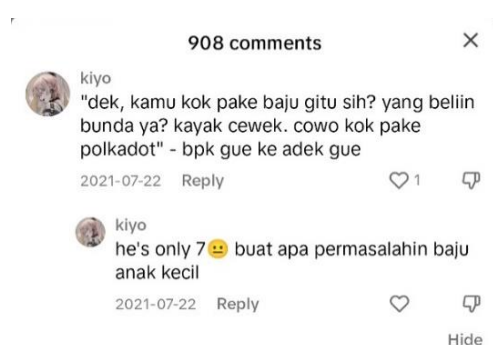 908 comments
kiyo
"dek, kamu kok pake baju gitu sih? yang beliin
bunda ya? kayak cewek. cowo kok pake
polkadot" - bpk gue ke adek gue
2021-07-22 Reply 1
kiyo
he's only 7😐 buat apa permasalahin baju
anak kecil
2021-07-22 Reply
Hide